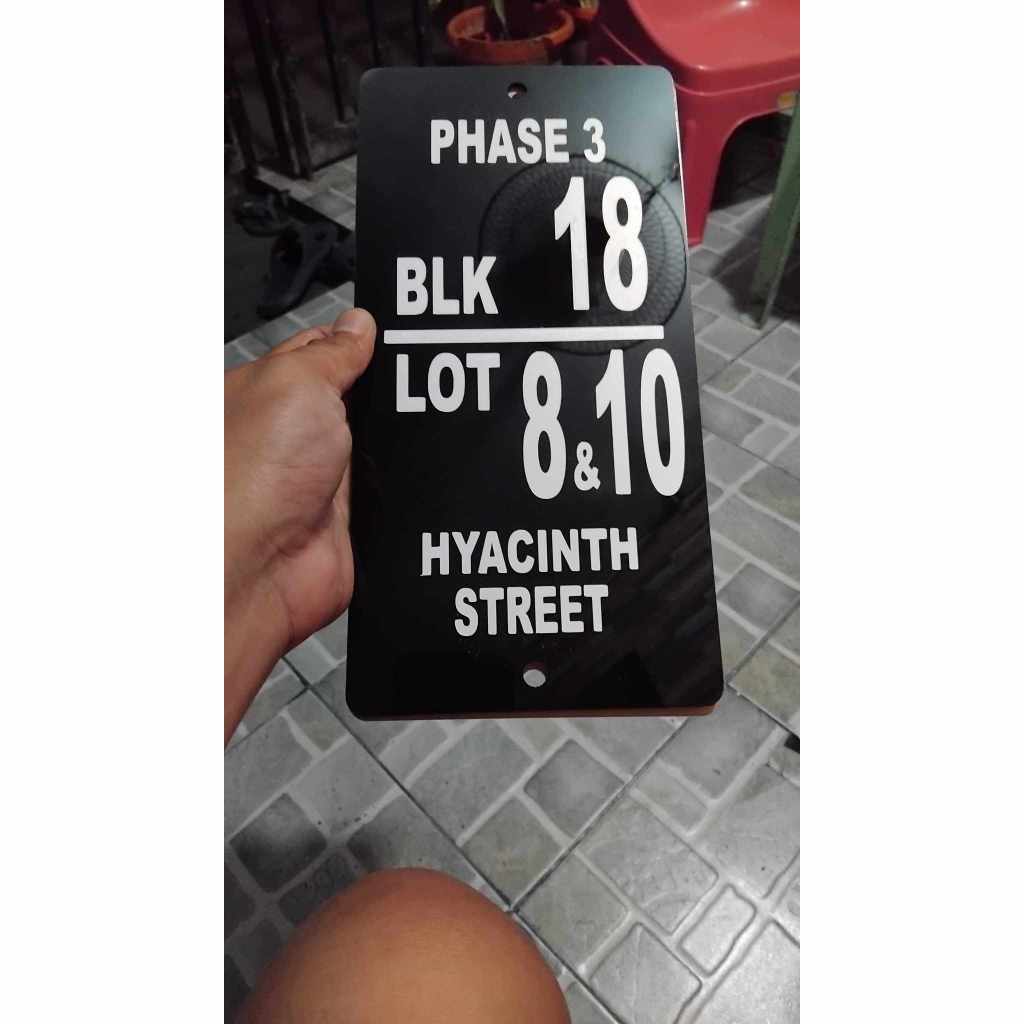 PHASE 3
BLK 18
LOT 8 & 10
HYACINTH
STREET